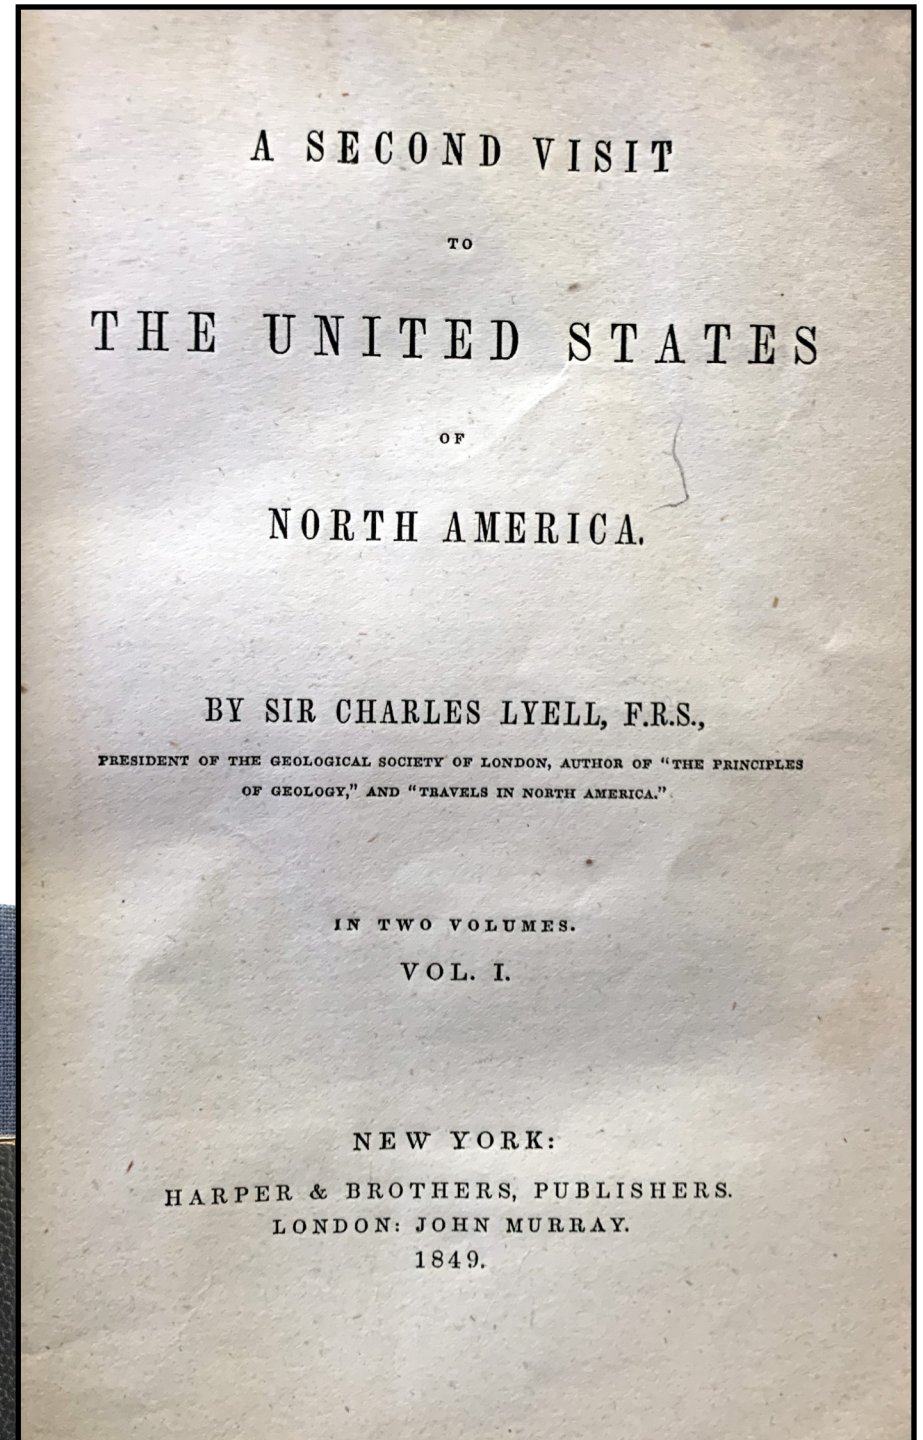 A SECOND VISIT
TO
THE UNITED STATES
OF
NORTH AMERICA.
BY SIR CHARLES LYELL, F.R.S.,
PRESIDENT OF THE GEOLOGICAL SOCIETY OF LONDON, AUTHOR OF “THE PRINCIPLES
OF GEOLOGY,” AND “TRAVELS IN NORTH AMERICA.”
IN TWO VOLUMES.
VOL. I.
NEW YORK:
HARPER & BROTHERS, PUBLISHERS.
LONDON: JOHN MURRAY.
1849.